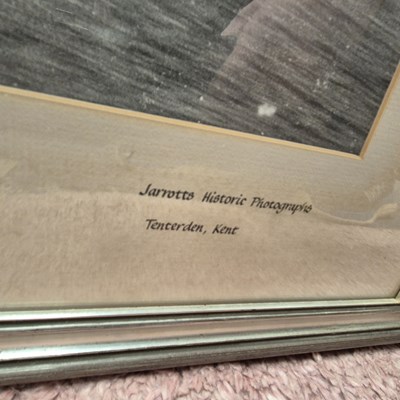 Jarrotts Historic Photographs
Tenterden, Kent